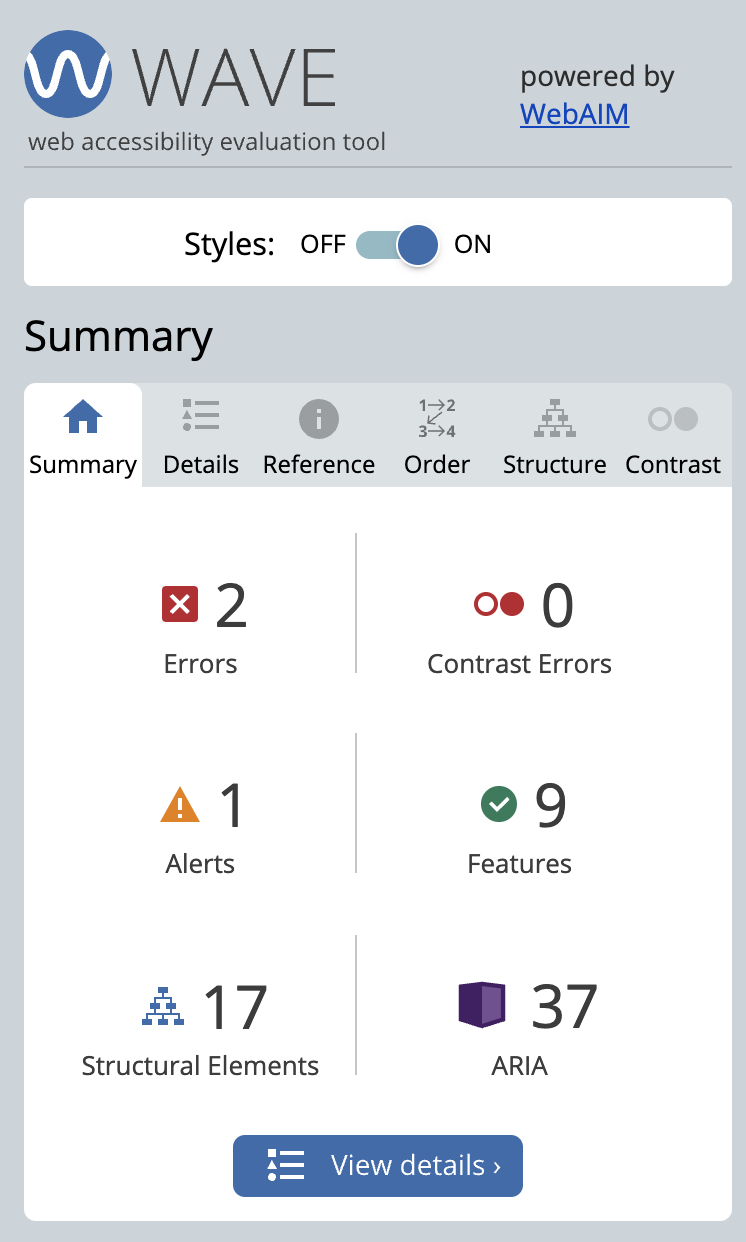 WAVE
powered by
WebAIM
web accessibility evaluation tool
Styles: OFF ON
Summary
1 2
3 4
Summary Details Reference Order Structure Contrast
2 0
Errors Contrast Errors
1 9
Alerts Features
17 37
Structural Elements ARIA
View details ›